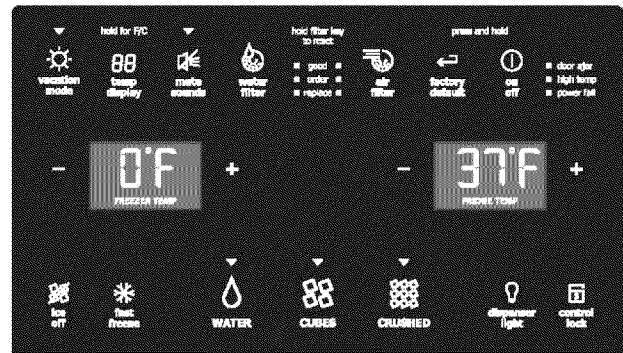 hold for F/C
hold filter key
to reset
press and hold
vacation
mode
88
temp
display
mute
sounds
water
filter
good
order
replace
air
filter
factory
default
on
off
door ajar
high temp
power fail
- 0°F +
FREEZER TEMP
- 37°F +
FRIDGE TEMP
ice
off
fast
freeze
WATER
CUBES
CRUSHED
dispenser
light
control
lock